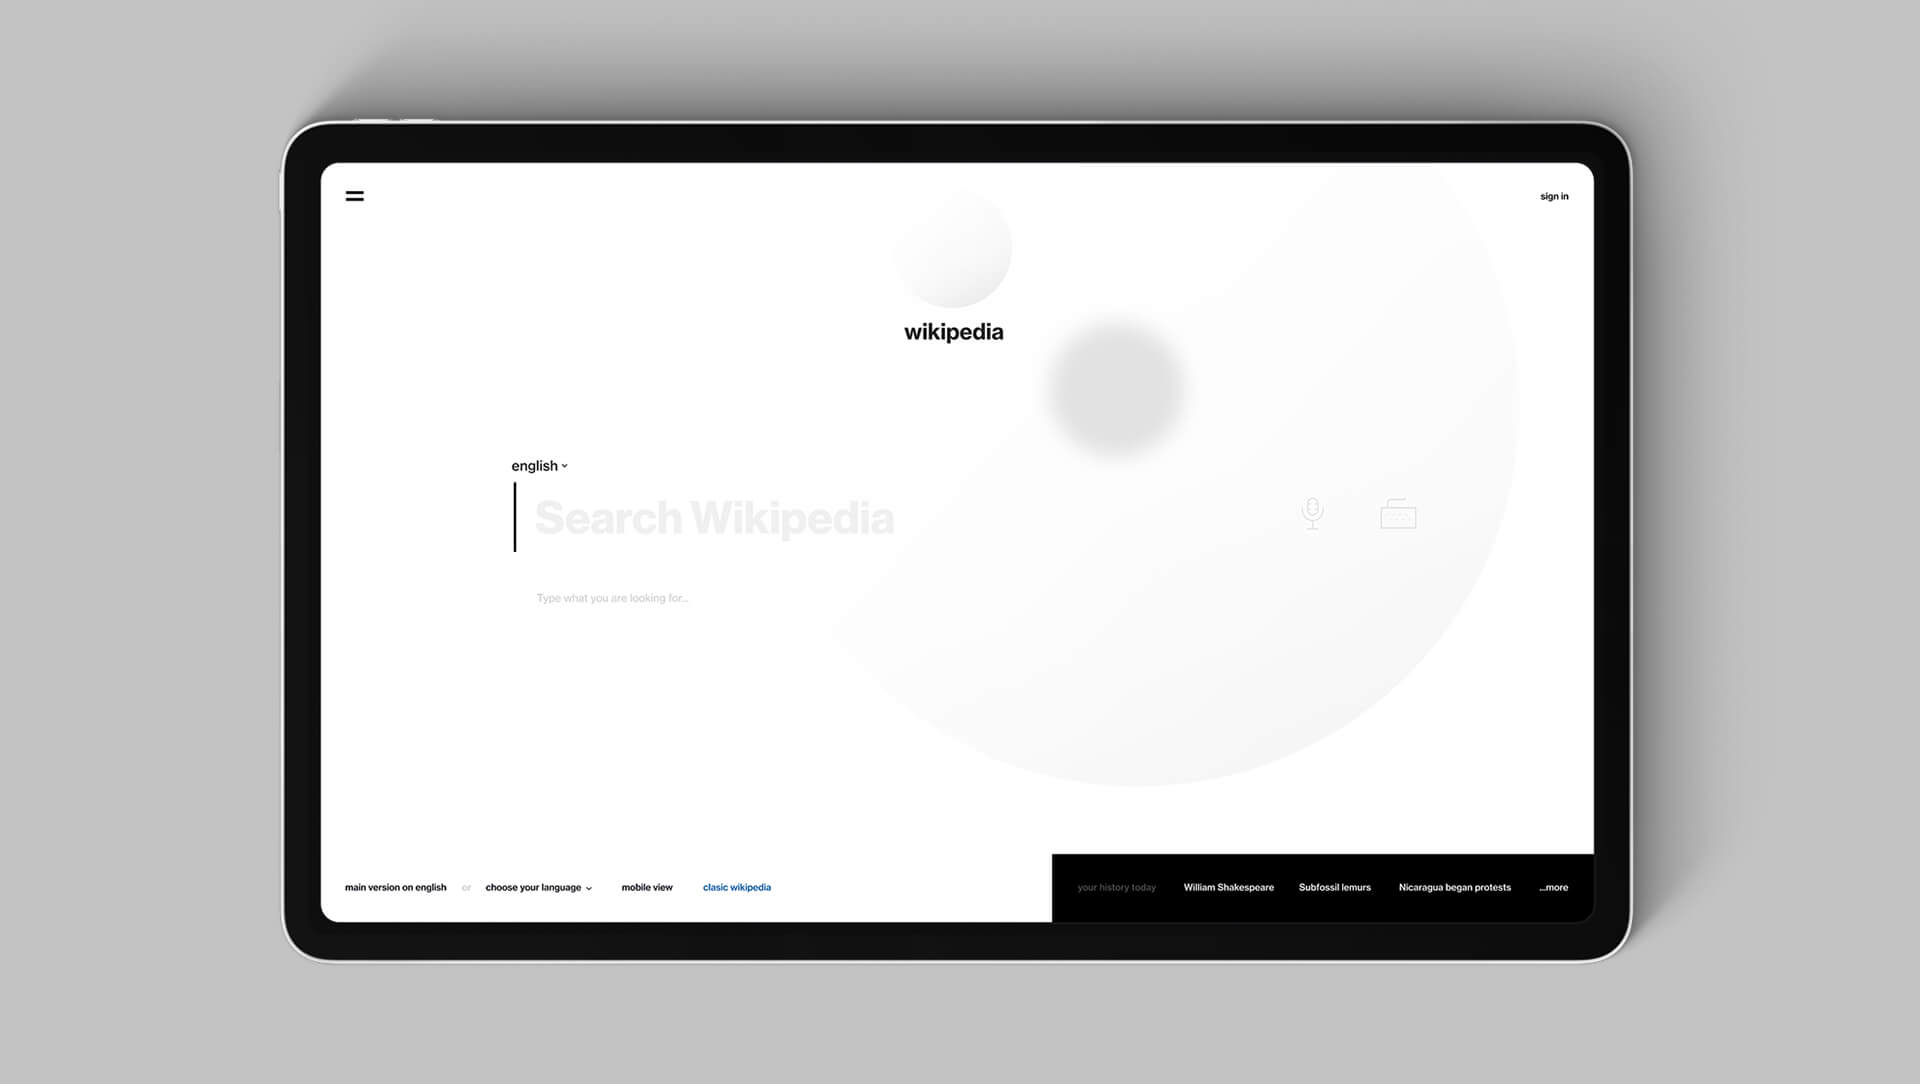 sign in
wikipedia
english
Search Wikipedia
Type what you are looking for...
main version on english or choose your language mobile view clasic wikipedia
your history today William Shakespeare Subfossil lemurs Nicaragua began protests ...more